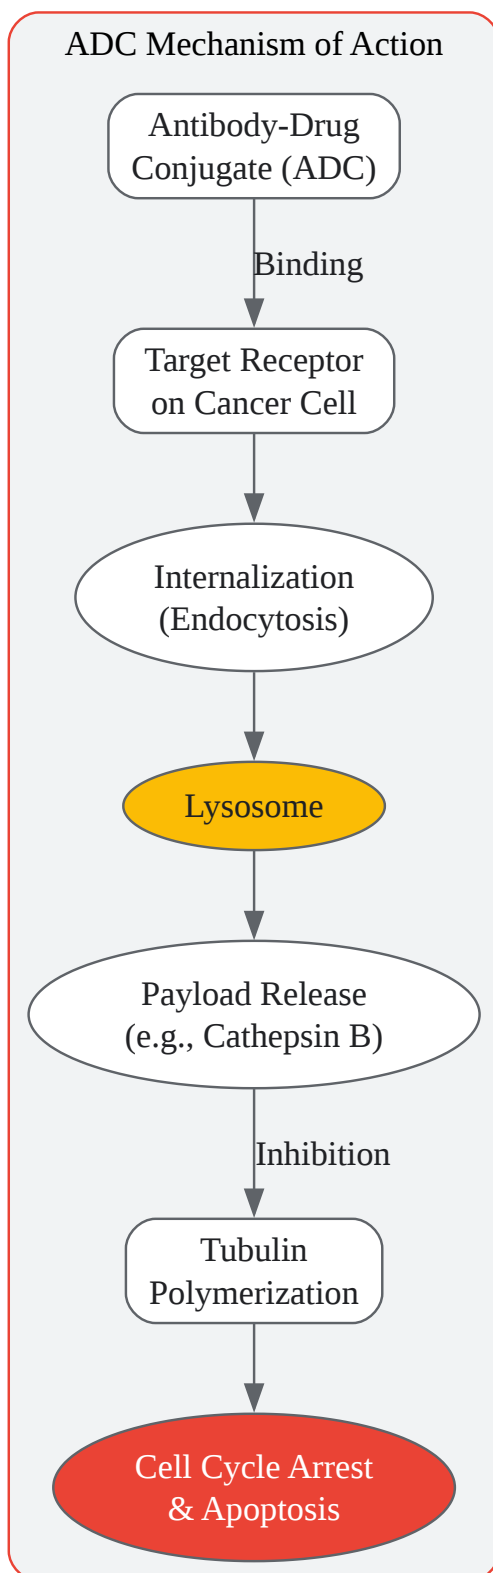 ADC Mechanism of Action
Antibody-Drug
Conjugate (ADC)
Binding
Target Receptor
on Cancer Cell
Internalization
(Endocytosis)
Lysosome
Payload Release
(e.g., Cathepsin B)
Inhibition
Tubulin
Polymerization
Cell Cycle Arrest
& Apoptosis